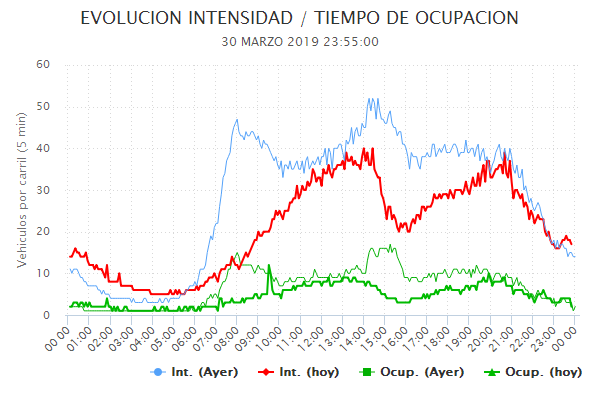 EVOLUCION INTENSIDAD / TIEMPO DE OCUPACION
30 MARZO 2019 23:55:00
Vehiculos por carril (5 min)
60
50
40
30
20
10
0
00:00 01:00 02:00 03:00 04:00 05:00 06:00 07:00 08:00 09:00 10:00 11:00 12:00 13:00 14:00 15:00 16:00 17:00 18:00 19:00 20:00 21:00 22:00 23:00 00:00
Int. (Ayer) Int. (hoy) Ocup. (Ayer) Ocup. (hoy)